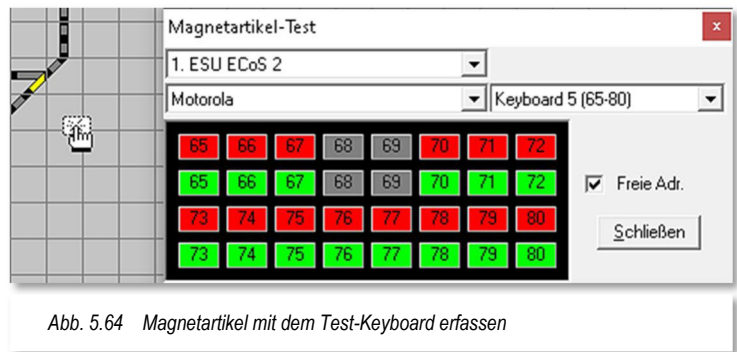 Magnetartikel-Test
x
1. ESU ECoS 2
Motorola Keyboard 5 (65-80)
65 66 67 68 69 70 71 72
65 66 67 68 69 70 71 72
Freie Adr.
73 74 75 76 77 78 79 80
Schließen
73 74 75 76 77 78 79 80
Abb. 5.64 Magnetartikel mit dem Test-Keyboard erfassen